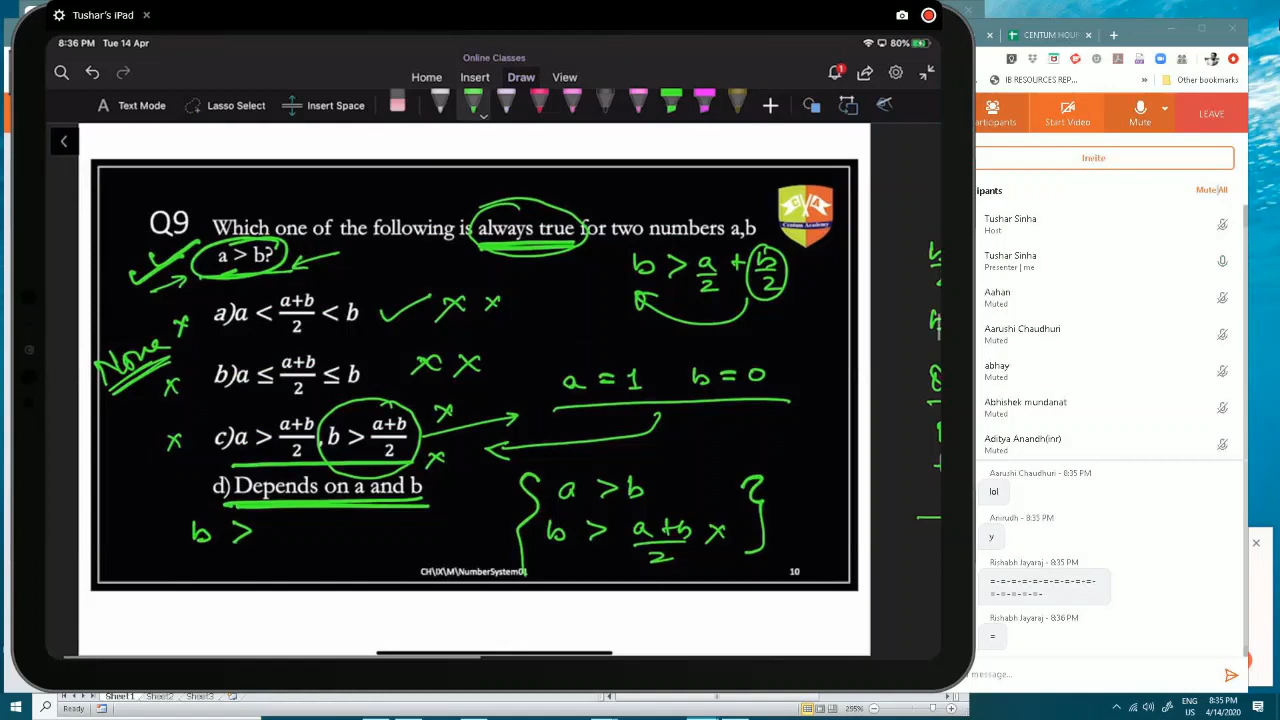 Tushar's iPad
CENTUM HOUR
8:36 PM Tue 14 Apr
80%
Online Classes
IB RESOURCES REP...
Other bookmarks
Home
Insert
Draw
View
1
Text Mode
Lasso Select
Insert Space
articipants
Start Video
Mute
LEAVE
Invite
ipants
Mute All
Q9 Which one of the following is always true for two numbers a,b
a > b?
b > a/2 + b/2
a)a < a+b/2 < b
None
b)a ≤ a+b/2 ≤ b
a = 1 b = 0
c)a > a+b/2 , b > a+b/2
d) Depends on a and b
a > b
b >
b > a+b/2 x
CH\IX\M\NumberSystem01
10
Tushar Sinha
Host
Tushar Sinha
Presenter | me
Aahan
Muted
Aarushi Chaudhuri
Muted
abhay
Muted
Abhishek mundanat
Muted
Aditya Anandh(inr)
Muted
Aarushi Chaudhuri - 8:35 PM
lol
Anirudh - 8:35 PM
y
Rishabh Jayaraj - 8:35 PM
=-=-=-=-=-=-=-=-=-=-=-
=-=-=-=-=-
Rishabh Jayaraj - 8:36 PM
=
message...
Sheet1 Sheet2 Sheet3
Ready
295%
ENG
US
8:35 PM
4/14/2020